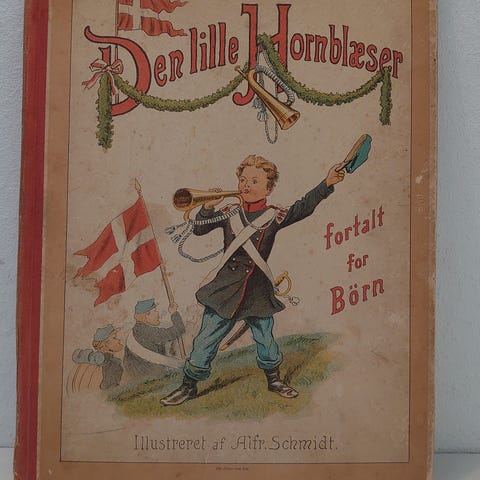 Den lille Hornblæser
fortalt
for
Börn
Illustreret af Alfr. Schmidt.